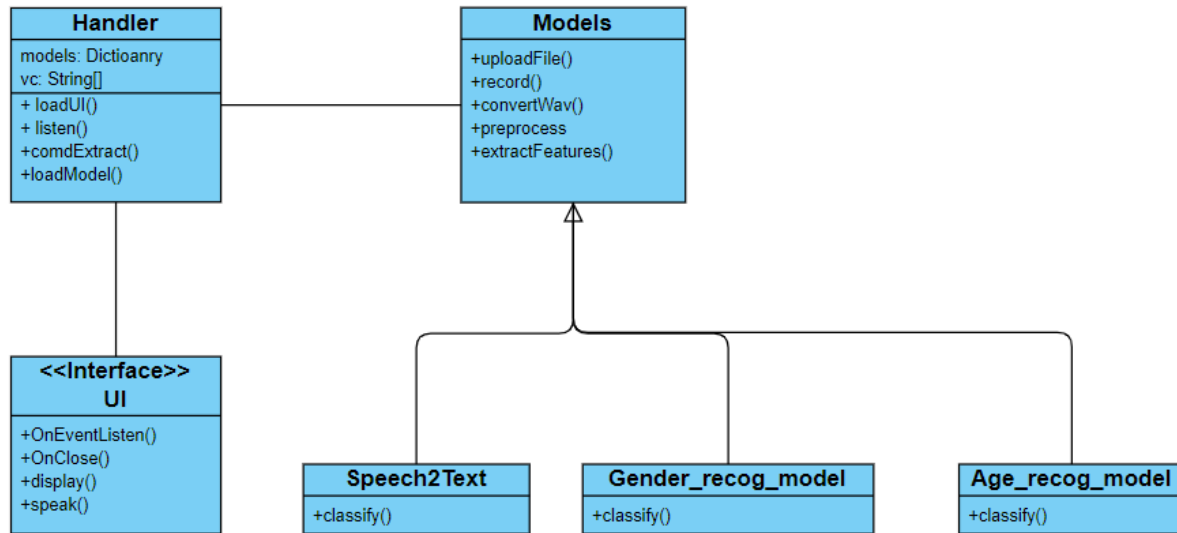 Handler
models: Dictioanry
vc: String[]
+ loadUI()
+ listen()
+comdExtract()
+loadModel()
Models
+uploadFile()
+record()
+convertWav()
+preprocess
+extractFeatures()
<<Interface>>
UI
+OnEventListen()
+OnClose()
+display()
+speak()
Speech2Text
+classify()
Gender_recog_model
+classify()
Age_recog_model
+classify()